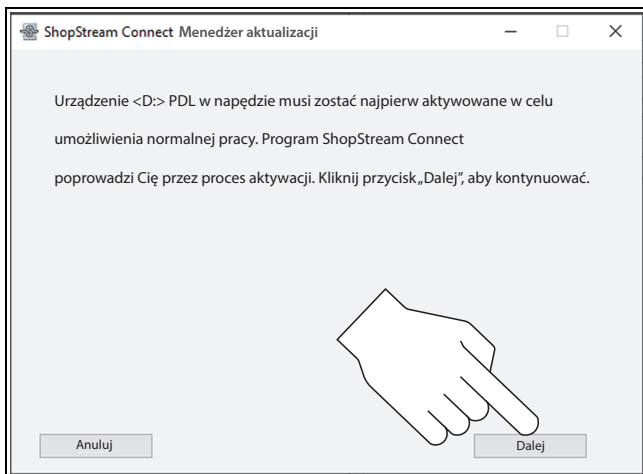 ShopStream Connect Menedżer aktualizacji
Urządzenie <D:> PDL w napędzie musi zostać najpierw aktywowane w celu
umożliwienia normalnej pracy. Program ShopStream Connect
poprowadzi Cię przez proces aktywacji. Kliknij przycisk „Dalej”, aby kontynuować.
Anuluj
Dalej